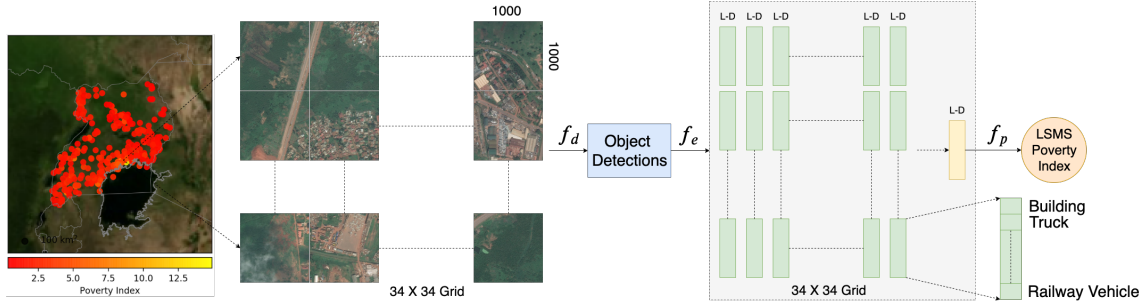 100 km
2.5 5.0 7.5 10.0 12.5
Poverty Index
1000
1000
34 X 34 Grid
f_d
Object
Detections
f_e
L-D L-D L-D L-D L-D
34 X 34 Grid
L-D
f_p
LSMS
Poverty
Index
Building
Truck
Railway Vehicle